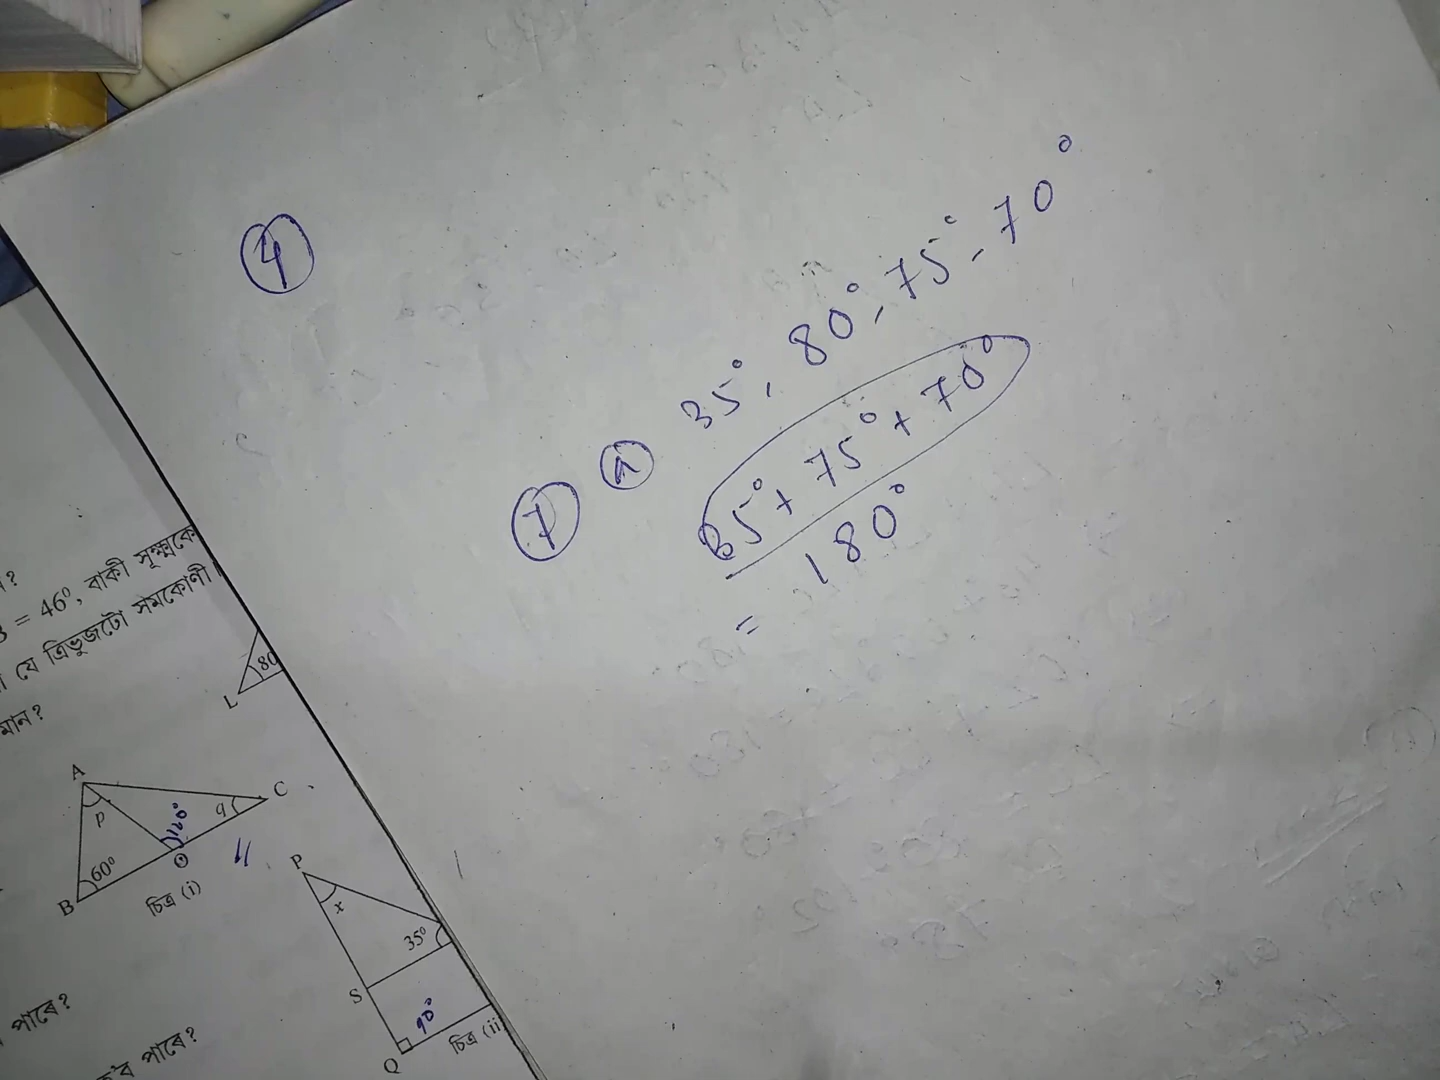 4
35°, 80°, 75°, 70°
7 a
35° + 75° + 70°
= 180°
= 46°, বাকী সূক্ষ্মকো
যে ত্ৰিভুজটো সমকোণী।
মান?
L 80
A
P
120°
q
C
60°
B
চিত্ৰ (i)
P
x
35°
S
90°
Q
চিত্ৰ (ii
পাৰে?
পাৰে?